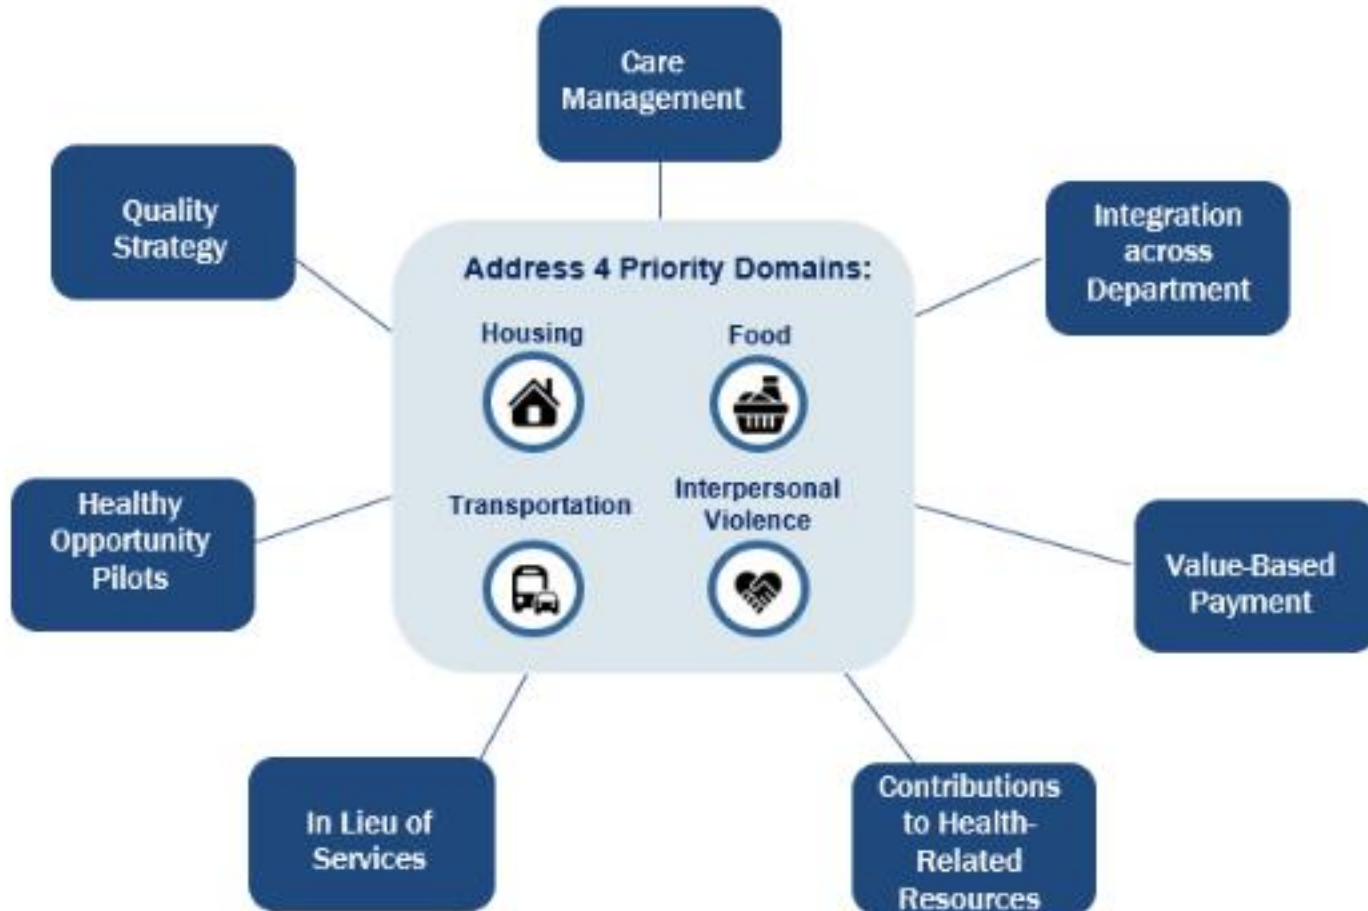 Care
Management
Quality
Strategy
Integration
across
Department
Address 4 Priority Domains:
Housing
Food
Transportation
Interpersonal
Violence
Healthy
Opportunity
Pilots
Value-Based
Payment
In Lieu of
Services
Contributions
to Health-
Related
Resources